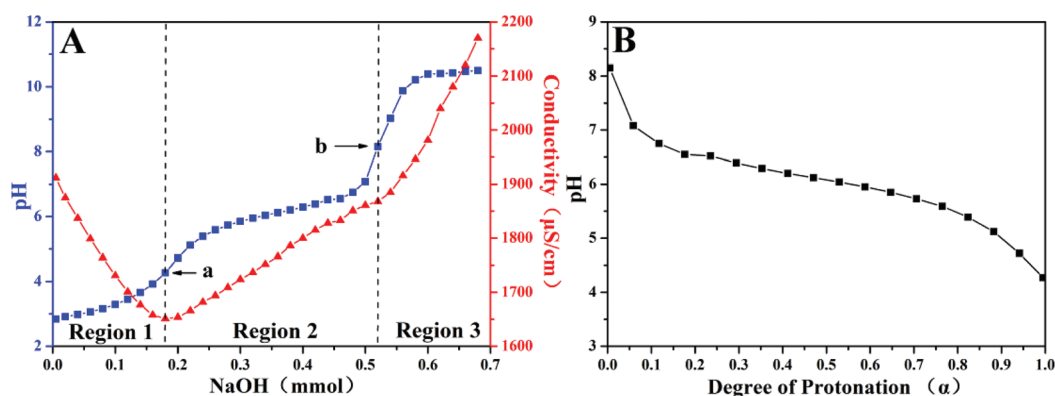 A
12
10
8
6
4
2
pH
0.0 0.1 0.2 0.3 0.4 0.5 0.6 0.7
NaOH（mmol）
2200
2100
2000
1900
1800
1700
1600
Conductivity（μS/cm）
a
b
Region 1 Region 2 Region 3
B
9
8
7
6
5
4
3
pH
0.0 0.1 0.2 0.3 0.4 0.5 0.6 0.7 0.8 0.9 1.0
Degree of Protonation （α）